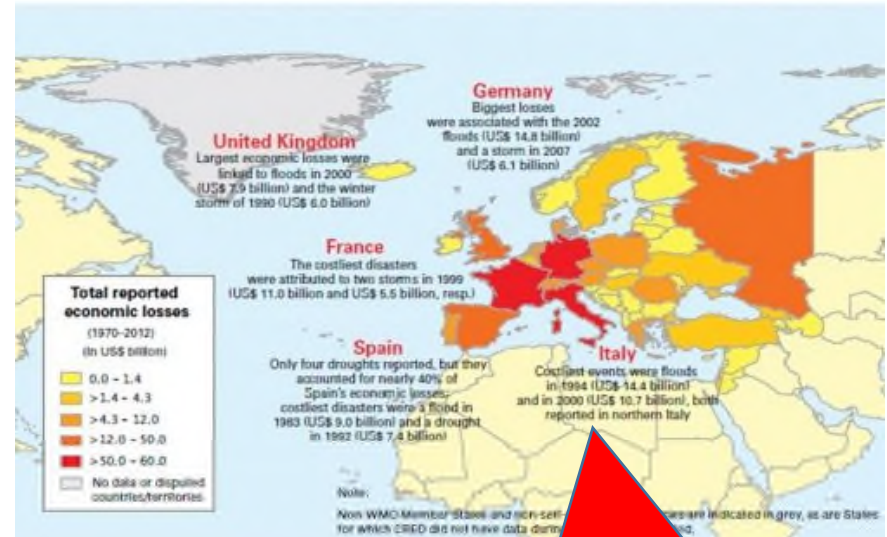 Germany
Biggest losses
were associated with the 2002
floods (US$ 14.8 billion)
and a storm in 2007
(US$ 6.1 billion)
United Kingdom
Largest economic losses were
linked to floods in 2000
(US$ 7.9 billion) and the winter
storm of 1990 (US$ 6.0 billion)
France
The costliest disasters
were attributed to two storms in 1999
(US$ 11.0 billion and US$ 5.5 billion, resp.)
Spain
Only four droughts reported, but they
accounted for nearly 40% of
Spain's economic losses;
costliest disasters were a flood in
1983 (US$ 9.0 billion) and a drought
in 1992 (US$ 7.4 billion)
Italy
Costliest events were floods
in 1994 (US$ 14.4 billion)
and in 2000 (US$ 10.7 billion), both
reported in northern Italy
Total reported
economic losses
(1970–2012)
(in US$ billion)
0.0 – 1.4
>1.4 – 4.3
>4.3 – 12.0
>12.0 – 50.0
>50.0 – 60.0
No data or disputed
countries/territories
Note:
Non WMO Member States and non-self- are indicated in grey, as are States
for which CRED did not have data